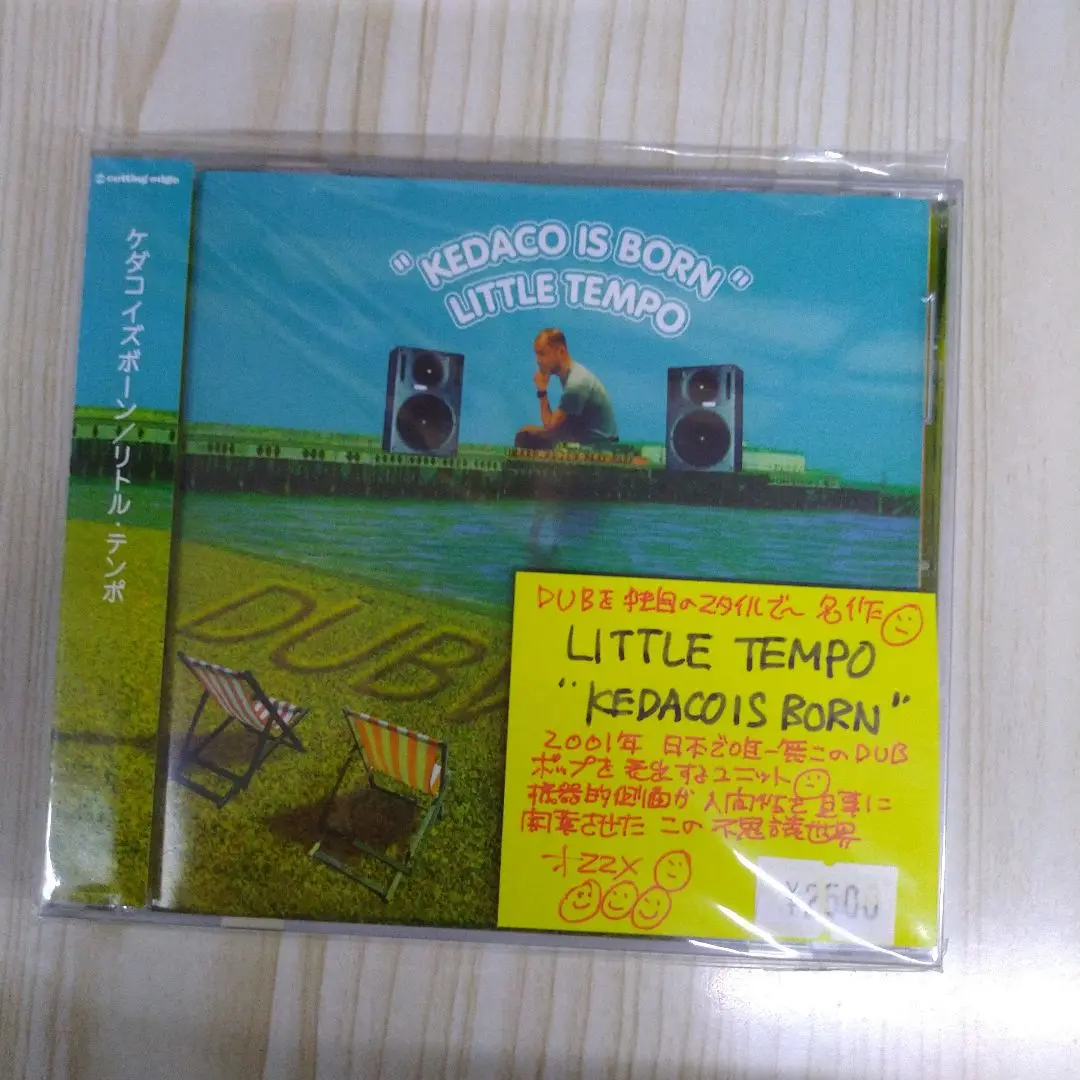 cutting edge
ケダコイズボーン/リトル・テンポ
"KEDACO IS BORN"
LITTLE TEMPO
DUB
DUBを独自のスタイルで 名作
LITTLE TEMPO
"KEDACO IS BORN"
2001年 日本で唯一無二のDUB
ポップを奏出するユニット
機器的側面が人間性を見事に
開花させた この不思議世界
オススメ
¥2500